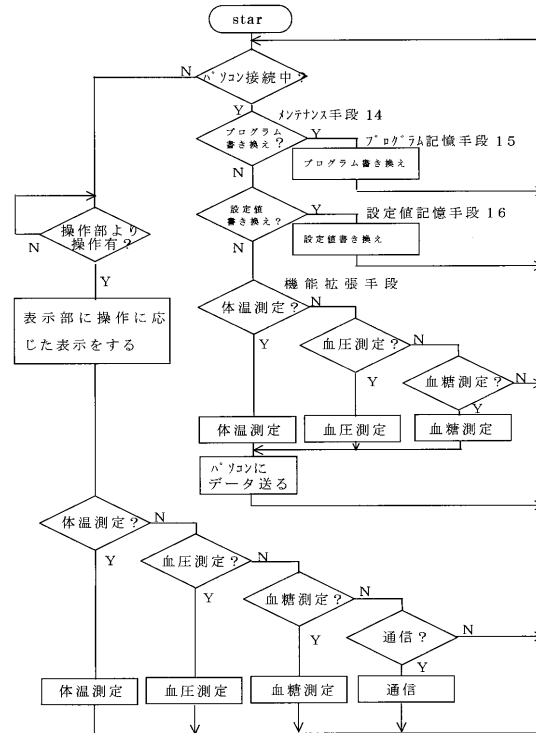 star
パソコン接続中?
N
Y
メンテナンス手段14
プログラム
書き換え?
Y
プログラム記憶手段15
プログラム書き換え
N
設定値
書き換え?
Y
設定値記憶手段16
設定値書き換え
N
操作部より
操作有?
N
Y
機能拡張手段
体温測定?
N
Y
表示部に操作に応
じた表示をする
血圧測定?
N
Y
血糖測定?
N
Y
体温測定
血圧測定
血糖測定
パソコンに
データ送る
体温測定?
N
Y
血圧測定?
N
Y
血糖測定?
N
Y
通信?
N
Y
体温測定
血圧測定
血糖測定
通信